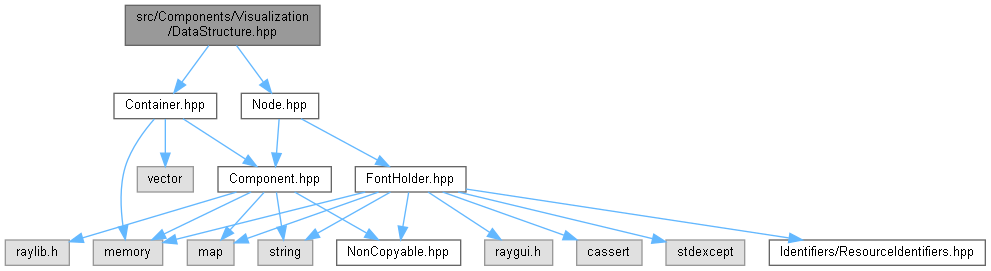 src/Components/Visualization
/DataStructure.hpp
Container.hpp
Node.hpp
vector
Component.hpp
FontHolder.hpp
raylib.h
memory
map
string
NonCopyable.hpp
raygui.h
cassert
stdexcept
Identifiers/ResourceIdentifiers.hpp